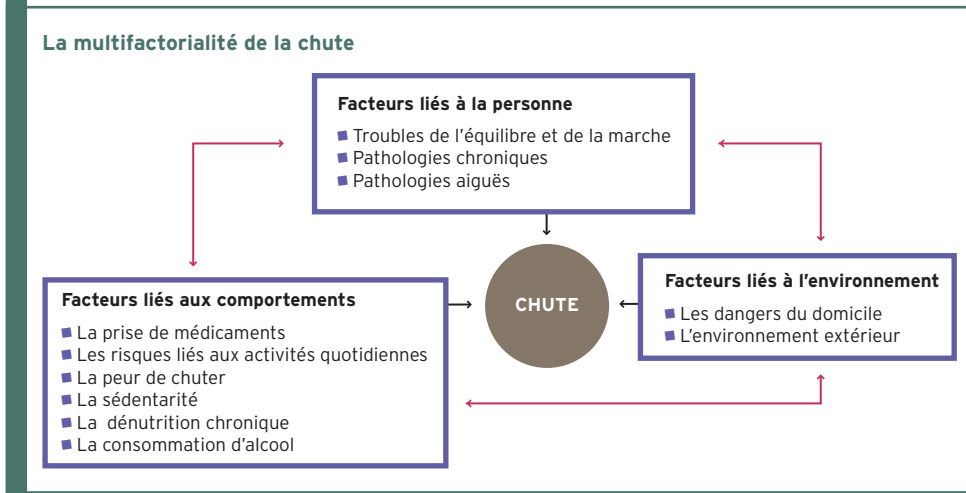 La multifactorialité de la chute
Facteurs liés à la personne
Troubles de l'équilibre et de la marche
Pathologies chroniques
Pathologies aiguës
Facteurs liés aux comportements
La prise de médicaments
Les risques liés aux activités quotidiennes
La peur de chuter
La sédentarité
La dénutrition chronique
La consommation d'alcool
CHUTE
Facteurs liés à l'environnement
Les dangers du domicile
L'environnement extérieur